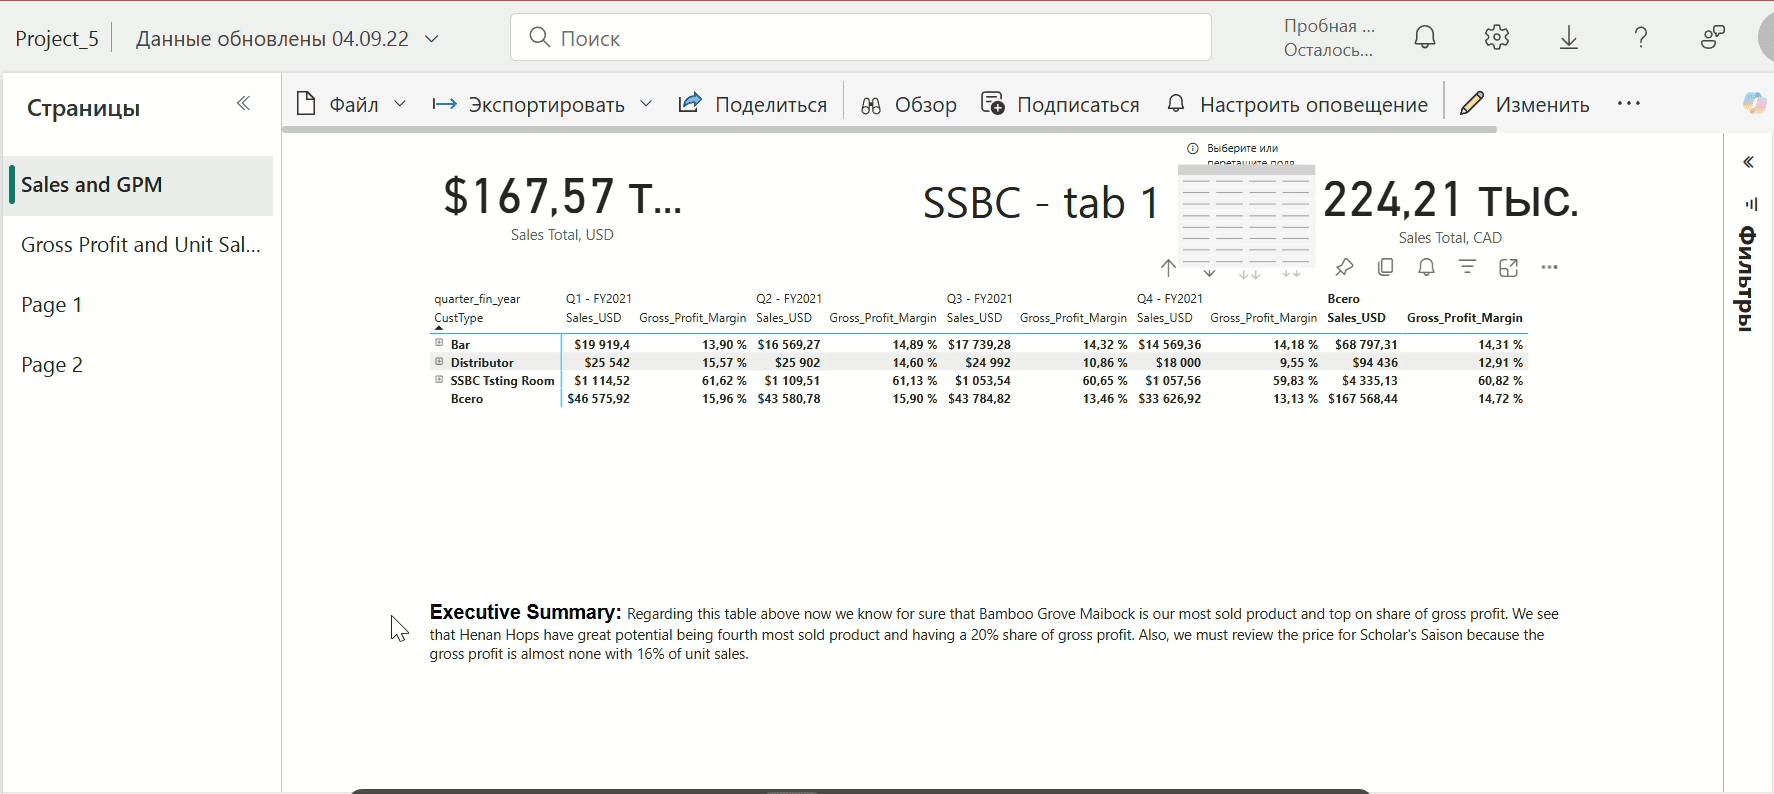 Project_5
Данные обновлены 04.09.22
Поиск
Пробная ...
Осталось...
Страницы
Файл
Экспортировать
Поделиться
Обзор
Подписаться
Настроить оповещение
Изменить
...
Sales and GPM
Gross Profit and Unit Sal...
Page 1
Page 2
$167,57 т...
Sales Total, USD
SSBC - tab 1
Выберите или
перетащите поля
224,21 тыс.
Sales Total, CAD
Фильтры
quarter_fin_year Q1 - FY2021 Q2 - FY2021 Q3 - FY2021 Q4 - FY2021 Всего
CustType Sales_USD Gross_Profit_Margin Sales_USD Gross_Profit_Margin Sales_USD Gross_Profit_Margin Sales_USD Gross_Profit_Margin Sales_USD Gross_Profit_Margin
Bar $19 919,4 13,90 % $16 569,27 14,89 % $17 739,28 14,32 % $14 569,36 14,18 % $68 797,31 14,31 %
Distributor $25 542 15,57 % $25 902 14,60 % $24 992 10,86 % $18 000 9,55 % $94 436 12,91 %
SSBC Tsting Room $1 114,52 61,62 % $1 109,51 61,13 % $1 053,54 60,65 % $1 057,56 59,83 % $4 335,13 60,82 %
Всего $46 575,92 15,96 % $43 580,78 15,90 % $43 784,82 13,46 % $33 626,92 13,13 % $167 568,44 14,72 %
Executive Summary: Regarding this table above now we know for sure that Bamboo Grove Maibock is our most sold product and top on share of gross profit. We see
that Henan Hops have great potential being fourth most sold product and having a 20% share of gross profit. Also, we must review the price for Scholar's Saison because the
gross profit is almost none with 16% of unit sales.